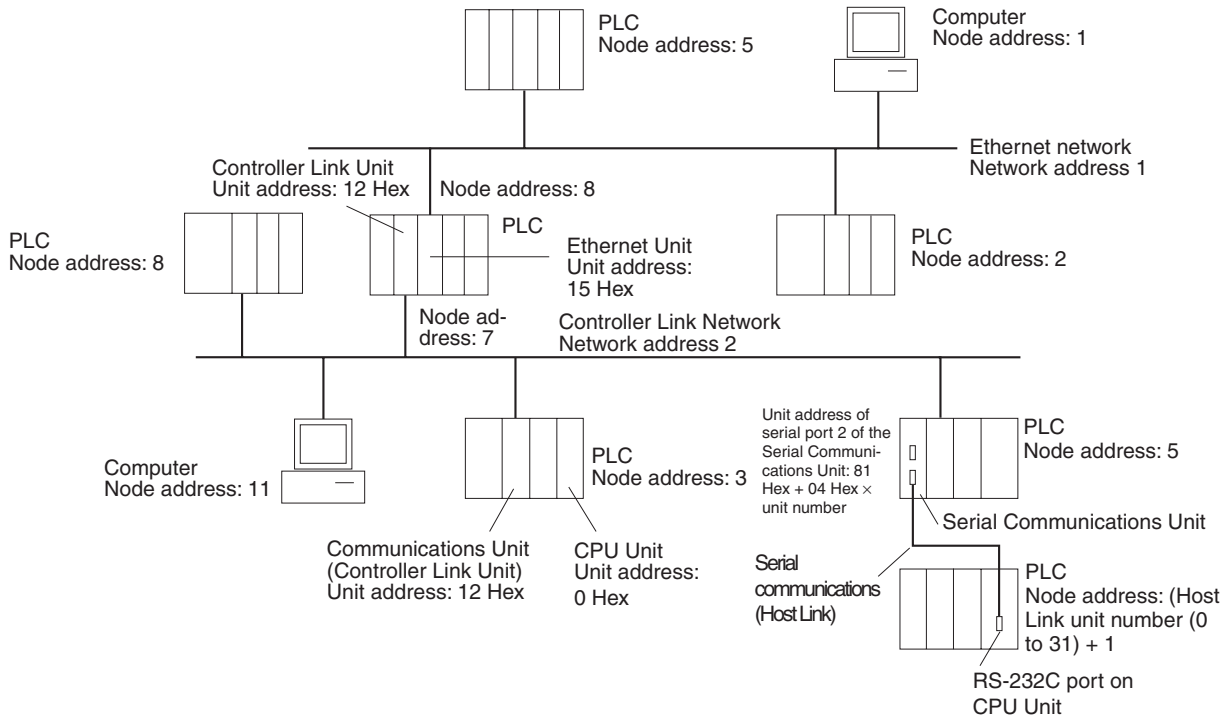 PLC
Node address: 5
Computer
Node address: 1
Ethernet network
Network address 1
Controller Link Unit
Unit address: 12 Hex
Node address: 8
PLC
Node address: 8
PLC
Ethernet Unit
Unit address:
15 Hex
PLC
Node address: 2
Node ad-
dress: 7
Controller Link Network
Network address 2
Computer
Node address: 11
PLC
Node address: 3
Communications Unit
(Controller Link Unit)
Unit address: 12 Hex
CPU Unit
Unit address:
0 Hex
Unit address of
serial port 2 of the
Serial Communi-
cations Unit: 81
Hex + 04 Hex ×
unit number
PLC
Node address: 5
Serial Communications Unit
Serial
communications
(Host Link)
PLC
Node address: (Host
Link unit number (0
to 31) + 1
RS-232C port on
CPU Unit